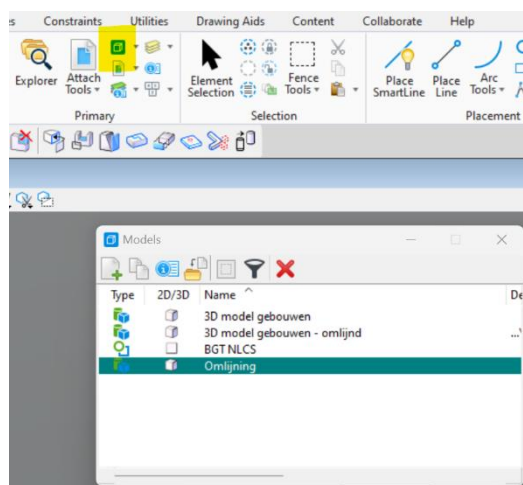 Constraints Utilities Drawing Aids Content Collaborate Help
Explorer Attach Tools Element Selection Fence Tools Place SmartLine Place Line Arc Tools
Primary Selection Placement
Models
Type 2D/3D Name De
3D model gebouwen
3D model gebouwen - omlijnd
BGT NLCS
Omlijning